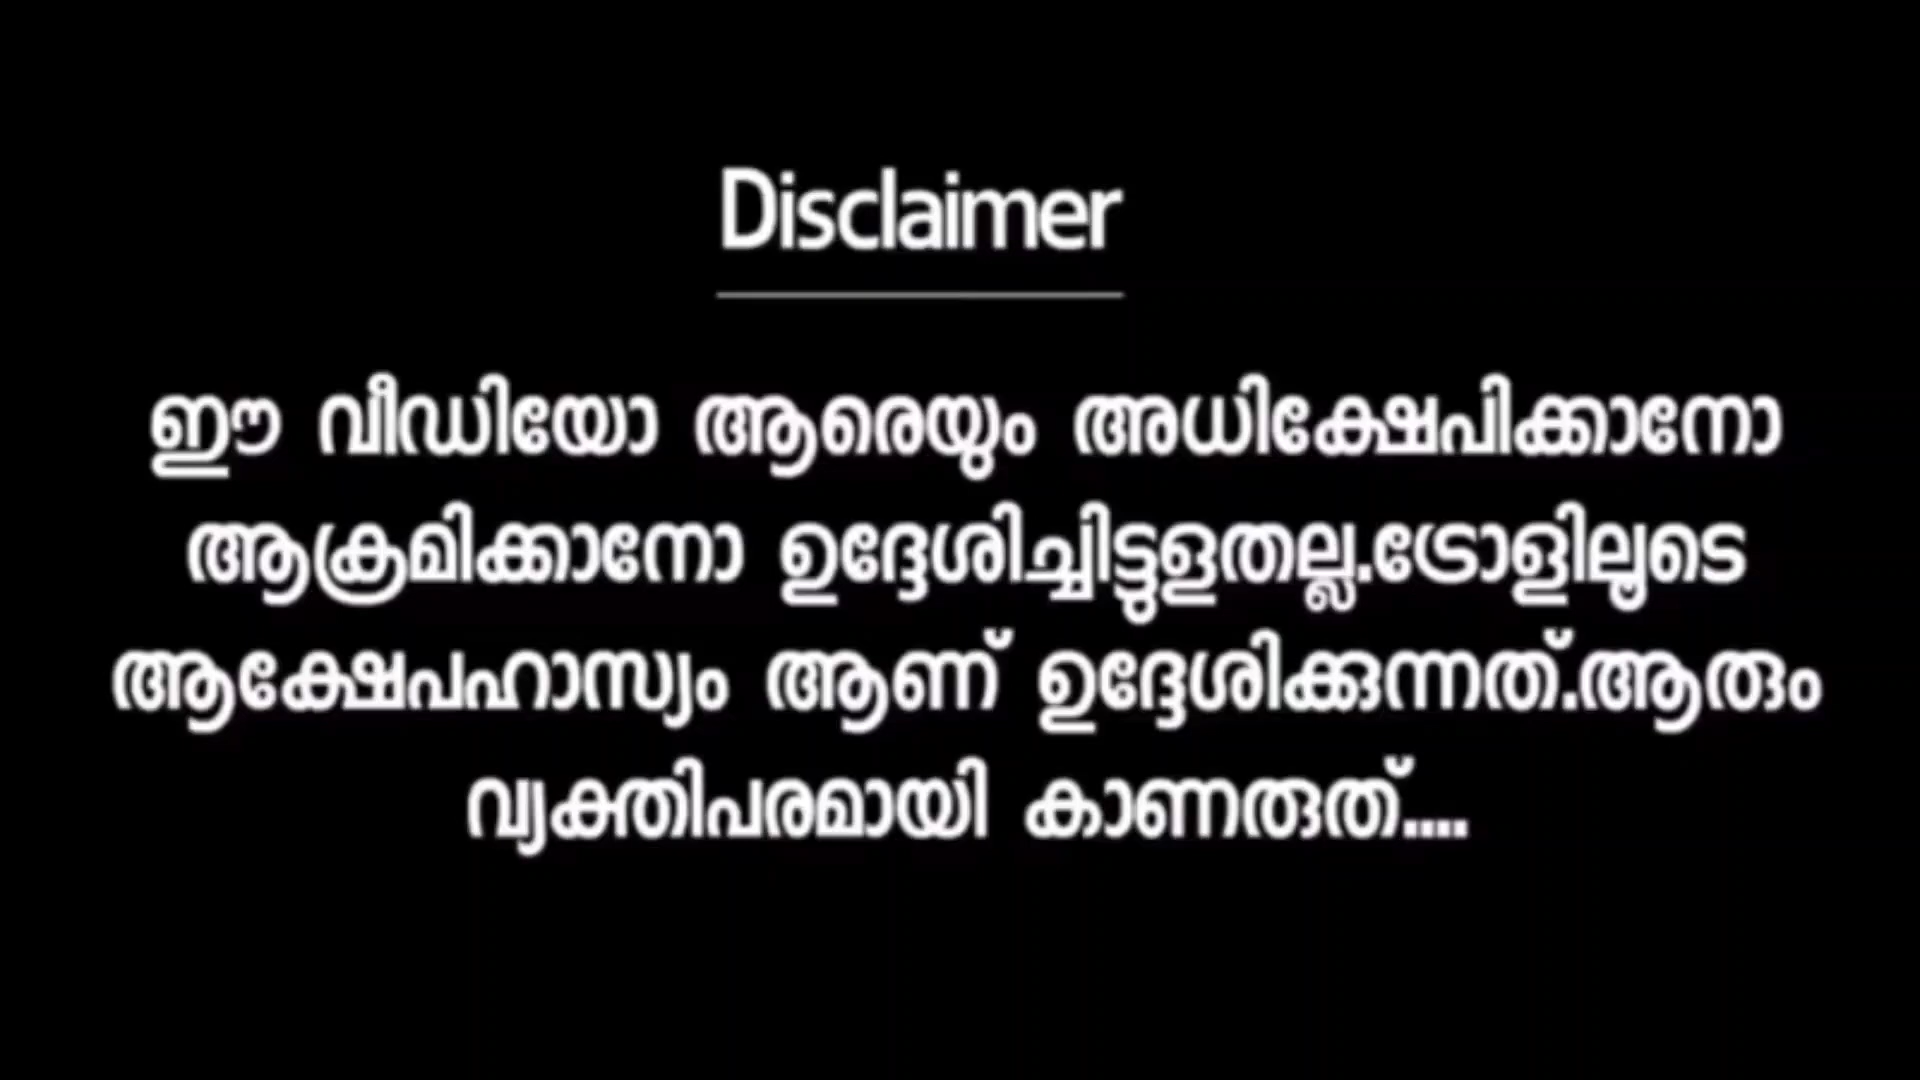 Disclaimer
ഈ വീഡിയോ ആരെയും അധിക്ഷേപിക്കാനോ
ആക്രമിക്കാനോ ഉദ്ദേശിച്ചിട്ടുളതല്ല.ട്രോളിലൂടെ
ആക്ഷേപഹാസ്യം ആണ് ഉദ്ദേശിക്കുന്നത്.ആരും
വ്യക്തിപരമായി കാണരുത്....